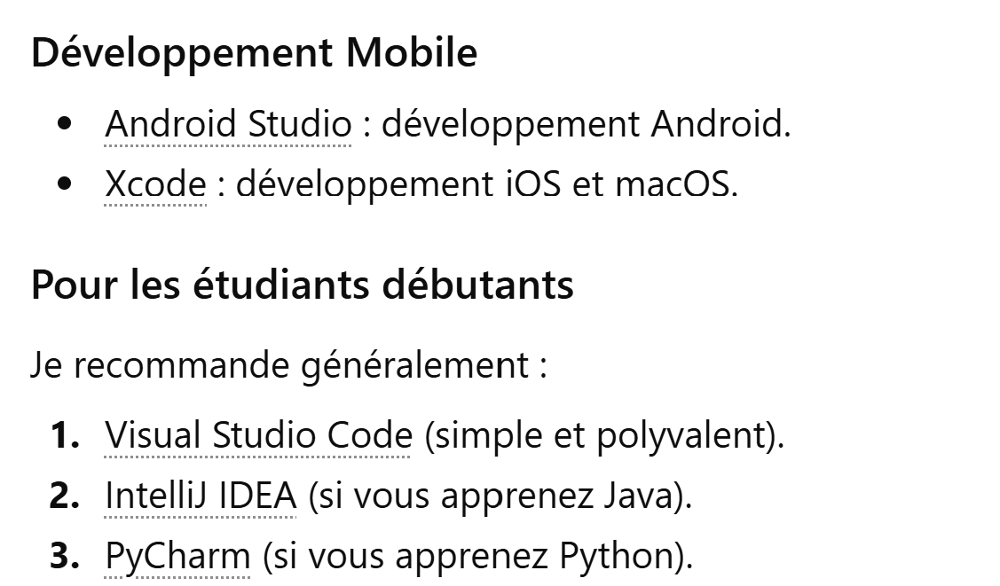 Développement Mobile
• Android Studio : développement Android.
• Xcode : développement iOS et macOS.
Pour les étudiants débutants
Je recommande généralement :
1. Visual Studio Code (simple et polyvalent).
2. IntelliJ IDEA (si vous apprenez Java).
3. PyCharm (si vous apprenez Python).